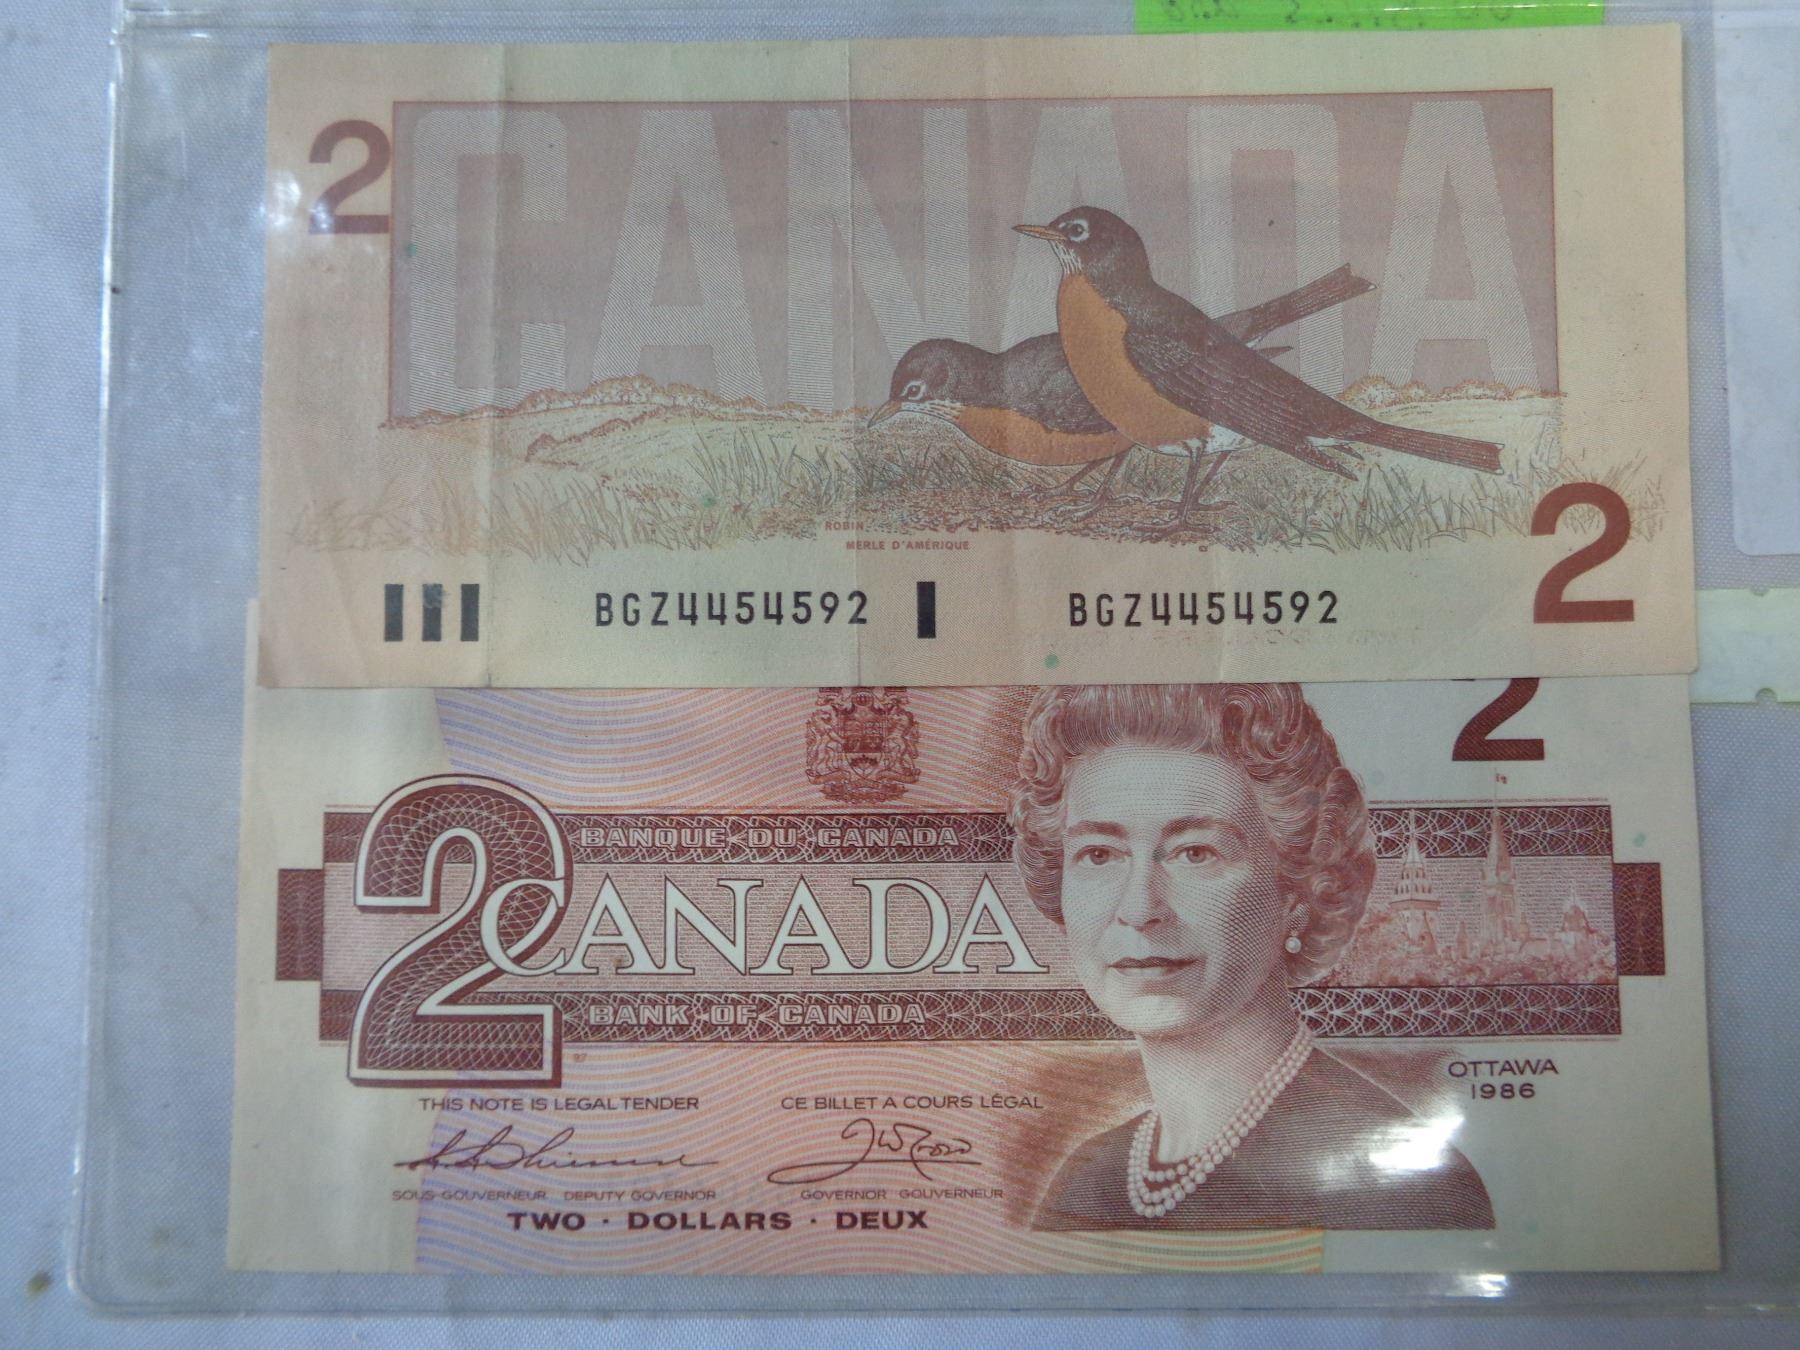 2
CANADA
ROBIN
MERLE D'AMÉRIQUE
BGZ4454592 BGZ4454592
2
2
BANQUE DU CANADA
2 CANADA
BANK OF CANADA
97
OTTAWA
1986
THIS NOTE IS LEGAL TENDER CE BILLET A COURS LÉGAL
SOUS-GOUVERNEUR DEPUTY GOVERNOR GOVERNOR GOUVERNEUR
TWO · DOLLARS · DEUX